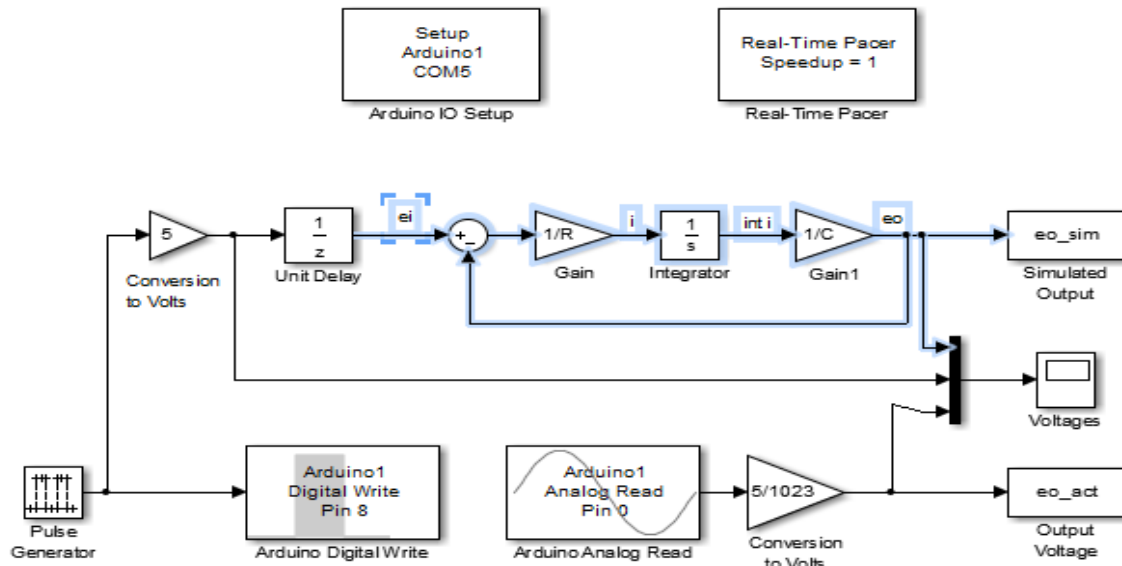 Setup
Arduino1
COM5
Arduino IO Setup
Real-Time Pacer
Speedup = 1
Real-Time Pacer
5
Conversion
to Volts
1
z
Unit Delay
ei
+
-
1/R
Gain
i
1
s
Integrator
int i
1/C
Gain1
eo
eo_sim
Simulated
Output
Voltages
Pulse
Generator
Arduino1
Digital Write
Pin 8
Arduino Digital Write
Arduino1
Analog Read
Pin 0
Arduino Analog Read
5/1023
Conversion
to Volts
eo_act
Output
Voltage